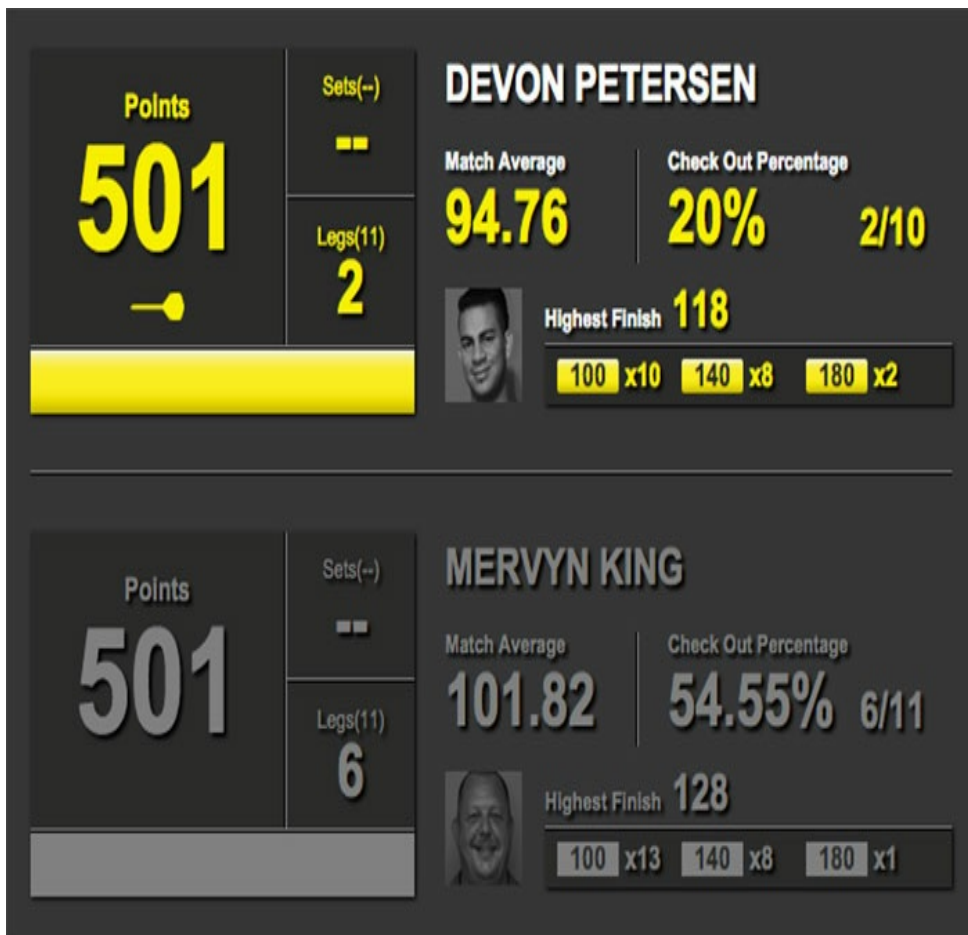 DEVON PETERSEN
Points
501
Sets(--)
--
Legs(11)
2
Match Average
94.76
Check Out Percentage
20% 2/10
Highest Finish 118
100 x10 140 x8 180 x2
MERVYN KING
Points
501
Sets(--)
--
Legs(11)
6
Match Average
101.82
Check Out Percentage
54.55% 6/11
Highest Finish 128
100 x13 140 x8 180 x1